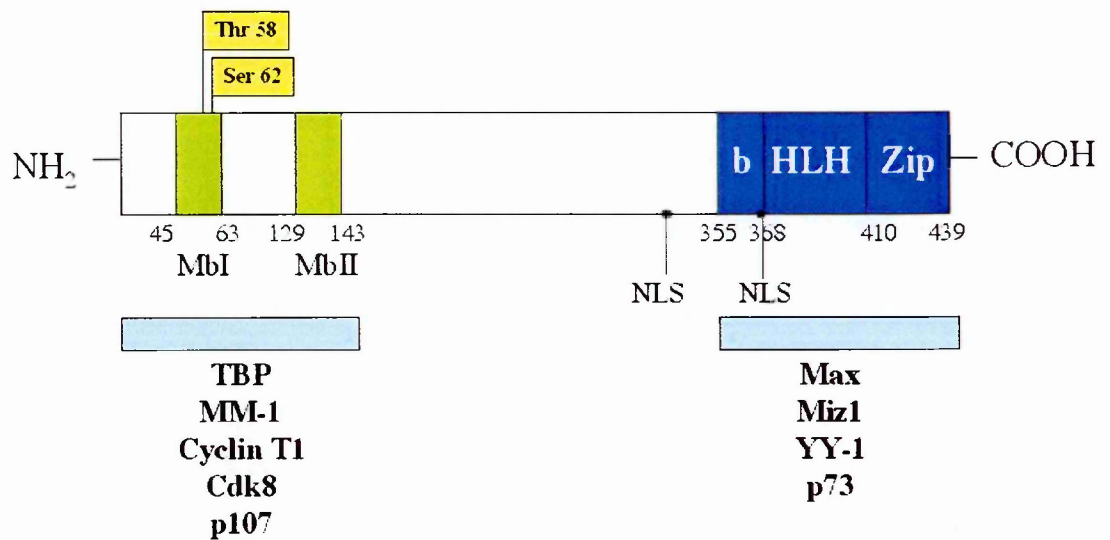 Thr 58
Ser 62
NH2
b HLH Zip
COOH
45 63 129 143 355 368 410 439
MbI MbII
NLS NLS
TBP
MM-1
Cyclin T1
Cdk8
p107
Max
Miz1
YY-1
p73